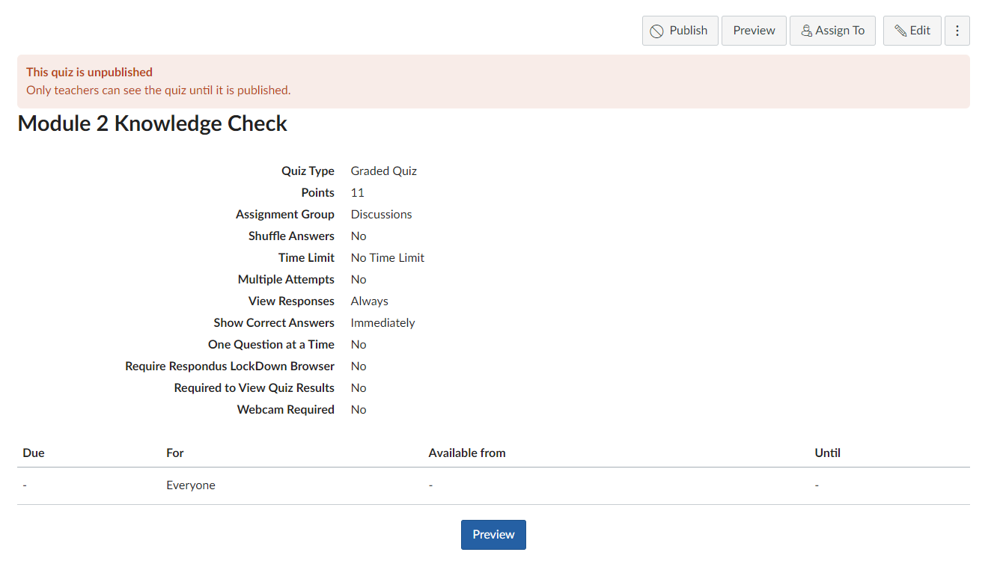 Publish Preview Assign To Edit
This quiz is unpublished
Only teachers can see the quiz until it is published.
Module 2 Knowledge Check
Quiz Type Graded Quiz
Points 11
Assignment Group Discussions
Shuffle Answers No
Time Limit No Time Limit
Multiple Attempts No
View Responses Always
Show Correct Answers Immediately
One Question at a Time No
Require Respondus LockDown Browser No
Required to View Quiz Results No
Webcam Required No
Due For Available from Until
- Everyone - -
Preview